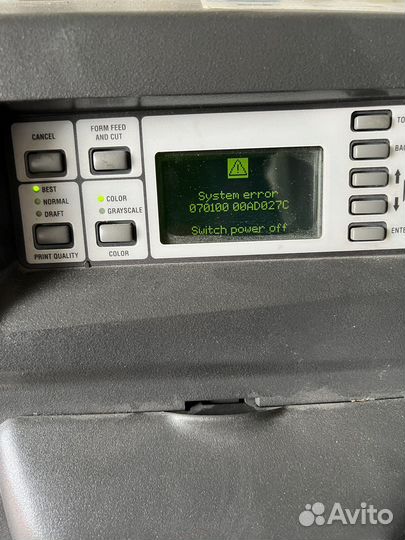 CANCEL
FORM FEED
AND CUT
BEST
NORMAL
DRAFT
PRINT QUALITY
COLOR
GRAYSCALE
COLOR
System error
070100 00AD027C
Switch power off
Avito